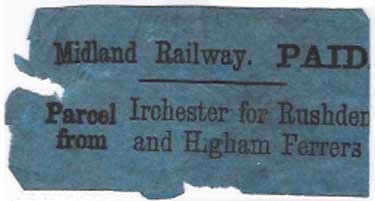 Midland Railway. PAID
Parcel from Irchester for Rushden
and Higham Ferrers